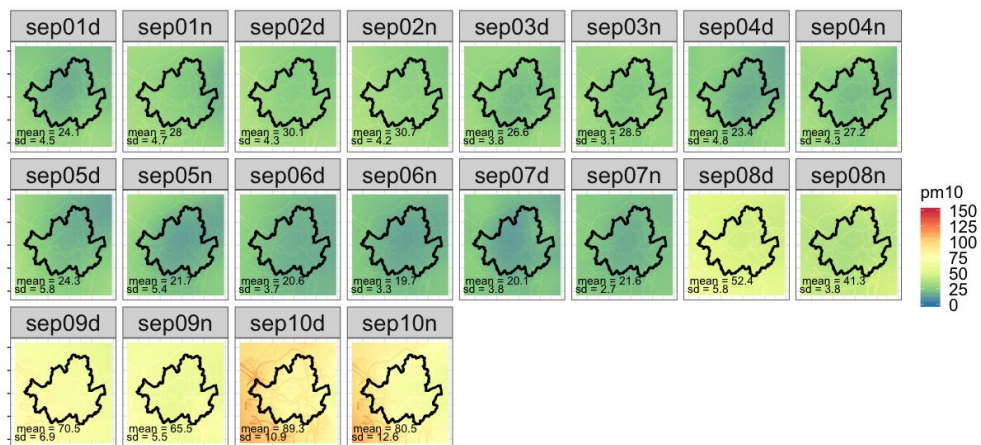 sep01d sep01n sep02d sep02n sep03d sep03n sep04d sep04n
mean = 24.1 mean = 28 mean = 30.1 mean = 30.7 mean = 26.6 mean = 28.5 mean = 23.4 mean = 27.2
sd = 4.5 sd = 4.7 sd = 4.3 sd = 4.2 sd = 3.8 sd = 3.1 sd = 4.8 sd = 4.3
sep05d sep05n sep06d sep06n sep07d sep07n sep08d sep08n
mean = 24.3 mean = 21.7 mean = 20.6 mean = 19.7 mean = 20.1 mean = 21.6 mean = 52.4 mean = 41.3
sd = 5.8 sd = 5.4 sd = 3.7 sd = 3.3 sd = 3.8 sd = 2.7 sd = 5.8 sd = 3.8
pm10
150
125
100
75
50
25
0
sep09d sep09n sep10d sep10n
mean = 70.5 mean = 65.5 mean = 89.3 mean = 80.5
sd = 6.9 sd = 5.5 sd = 10.9 sd = 12.6